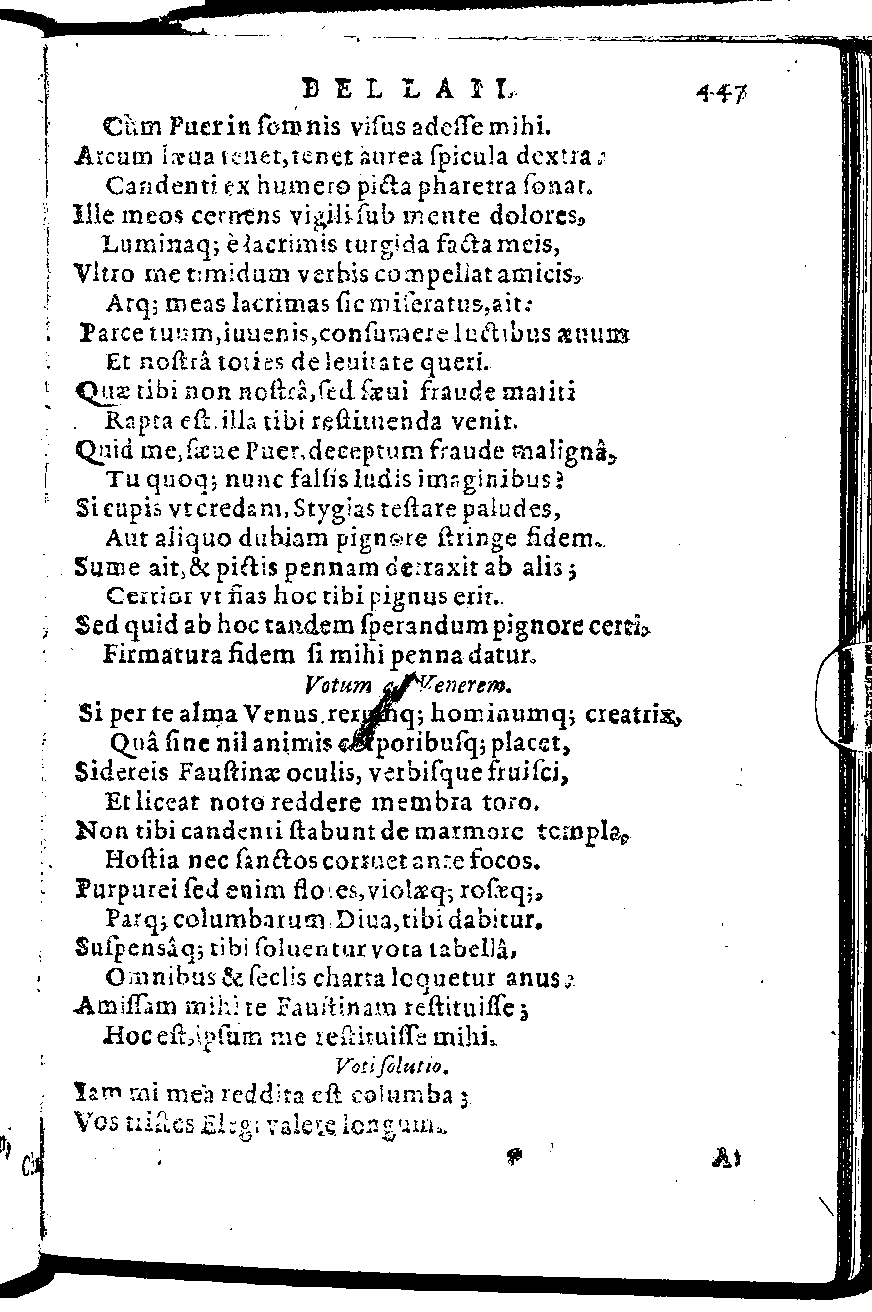 BELLAII. 447
Cùm Puer in ſomnis viſus adeſſe mihi.
Arcum læua tenet, tenet aurea ſpicula dextra:
Candenti ex humero picta pharetra ſonat.
Ille meos cernens vigili ſub mente dolores,
Luminaq; è lacrimis turgida facta meis,
Vltro me timidum verbis compellat amicis,
Atq; meas lacrimas ſic miſeratus, ait:
Parce tuum, iuuenis, conſumere luctibus æuum
Et noſtrâ toties de leuitate queri.
Quæ tibi non noſtrâ, ſed ſæui fraude mariti
Rapta eſt, illa tibi reſtituenda venit.
Quid me, ſæue Puer, deceptum fraude malignâ,
Tu quoq; nunc falſis ludis imaginibus?
Si cupis vt credam, Stygias teſtare paludes,
Aut aliquo dubiam pignore ſtringe fidem.
Sume ait, & pictis pennam detraxit ab alis;
Certior vt fias hoc tibi pignus erit.
Sed quid ab hoc tandem ſperandum pignore certi,
Firmatura fidem ſi mihi penna datur.
Votum Venerem.
Si per te alma Venus, rerumq; hominumq; creatrix,
Quâ ſine nil animis corporibuſq; placet,
Sidereis Fauſtinæ oculis, verbiſque fruiſci,
Et liceat noto reddere membra toro.
Non tibi candenti ſtabunt de marmore templa,
Hoſtia nec ſanctos corruet ante focos.
Purpurei ſed enim flores, violæq; roſæq;,
Parq; columbarum Diua, tibi dabitur.
Suſpensâq; tibi ſoluentur vota tabellâ,
Omnibus & ſeclis charta loquetur anus:
Amiſſam mihi te Fauſtinam reſtituiſſe;
Hoc eſt, ipſum me reſtituiſſe mihi.
Voti ſolutio.
Iam mi mea reddita eſt columba;
Vos triſtes Elegi valete longum.